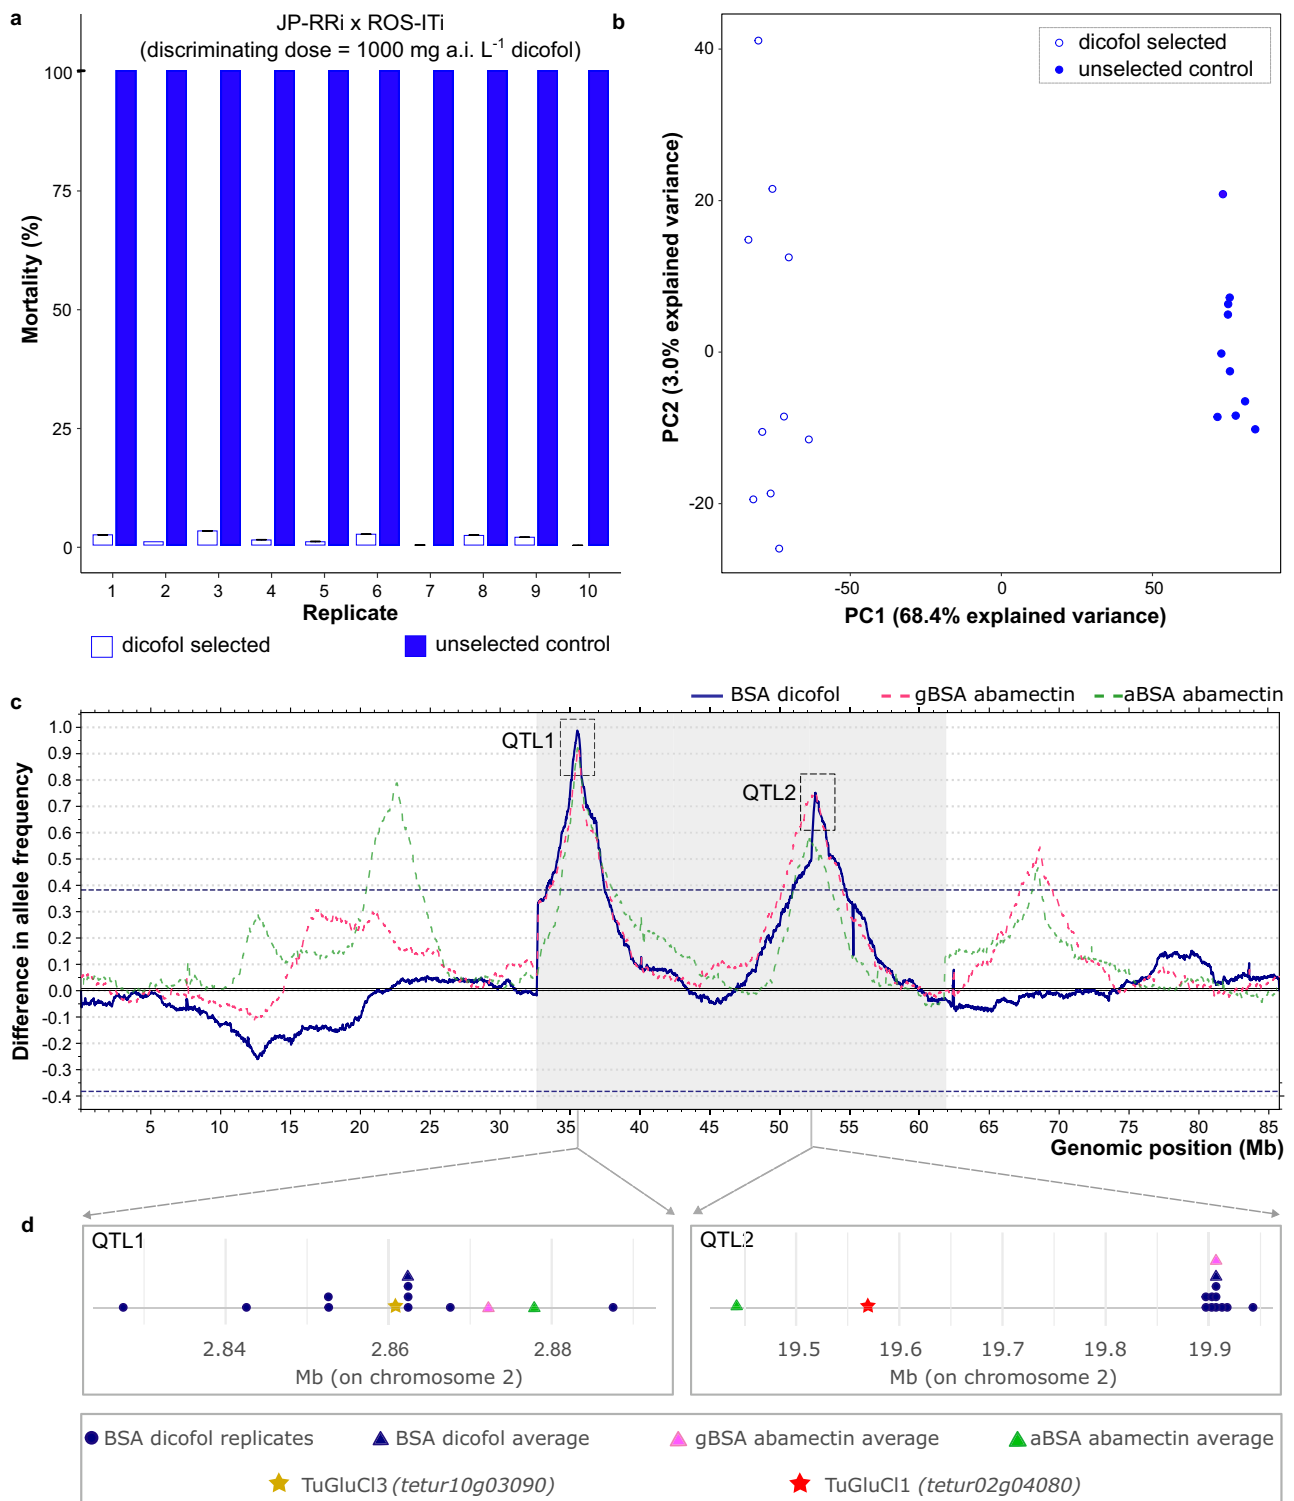 a
JP-RRi x ROS-ITi
(discriminating dose = 1000 mg a.i. L-1 dicofol)
Mortality (%)
100
75
50
25
0
1 2 3 4 5 6 7 8 9 10
Replicate
dicofol selected
unselected control
b
dicofol selected
unselected control
PC2 (3.0% explained variance)
40
20
0
-20
-50 0 50
PC1 (68.4% explained variance)
c
BSA dicofol gBSA abamectin aBSA abamectin
Difference in allele frequency
1.0
0.9
0.8
0.7
0.6
0.5
0.4
0.3
0.2
0.1
0.0
-0.1
-0.2
-0.3
-0.4
QTL1
QTL2
5 10 15 20 25 30 35 40 45 50 55 60 65 70 75 80 85
Genomic position (Mb)
d
QTL1
2.84 2.86 2.88
Mb (on chromosome 2)
QTL2
19.5 19.6 19.7 19.8 19.9
Mb (on chromosome 2)
BSA dicofol replicates BSA dicofol average gBSA abamectin average aBSA abamectin average
TuGluCl3 (tetur10g03090) TuGluCl1 (tetur02g04080)